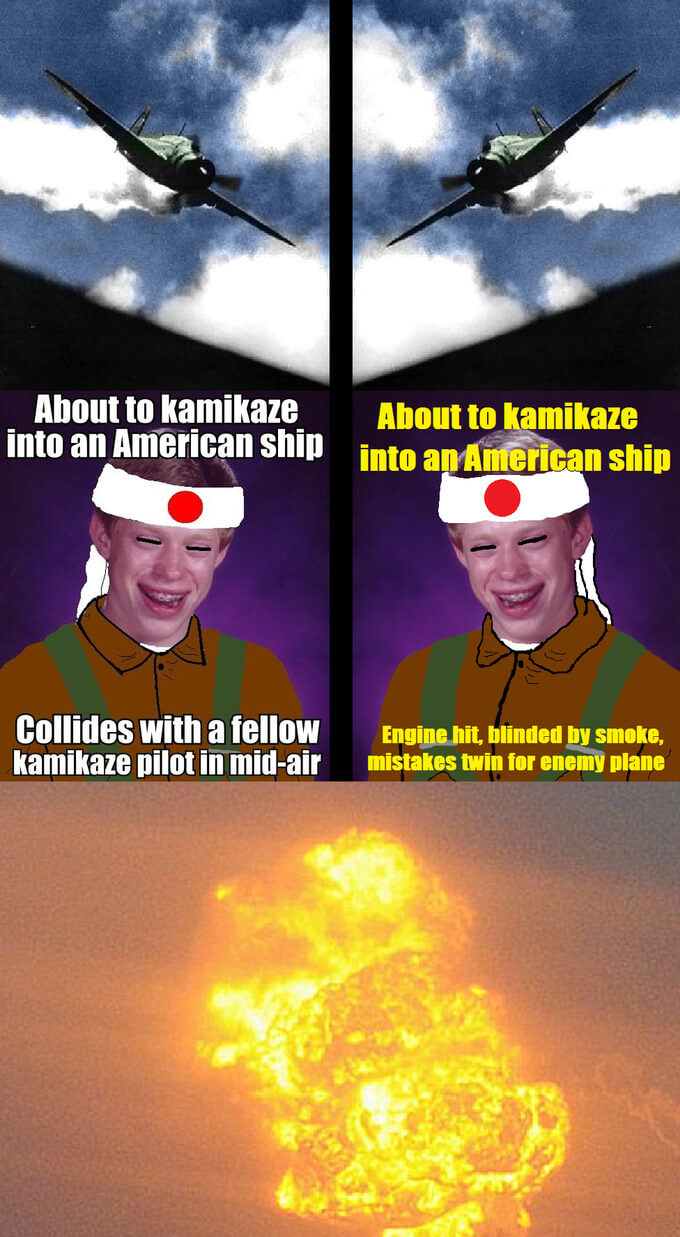 About to kamikaze
into an American ship
Collides with a fellow
kamikaze pilot in mid-air
About to kamikaze
into an American ship
Engine hit, blinded by smoke,
mistakes twin for enemy plane